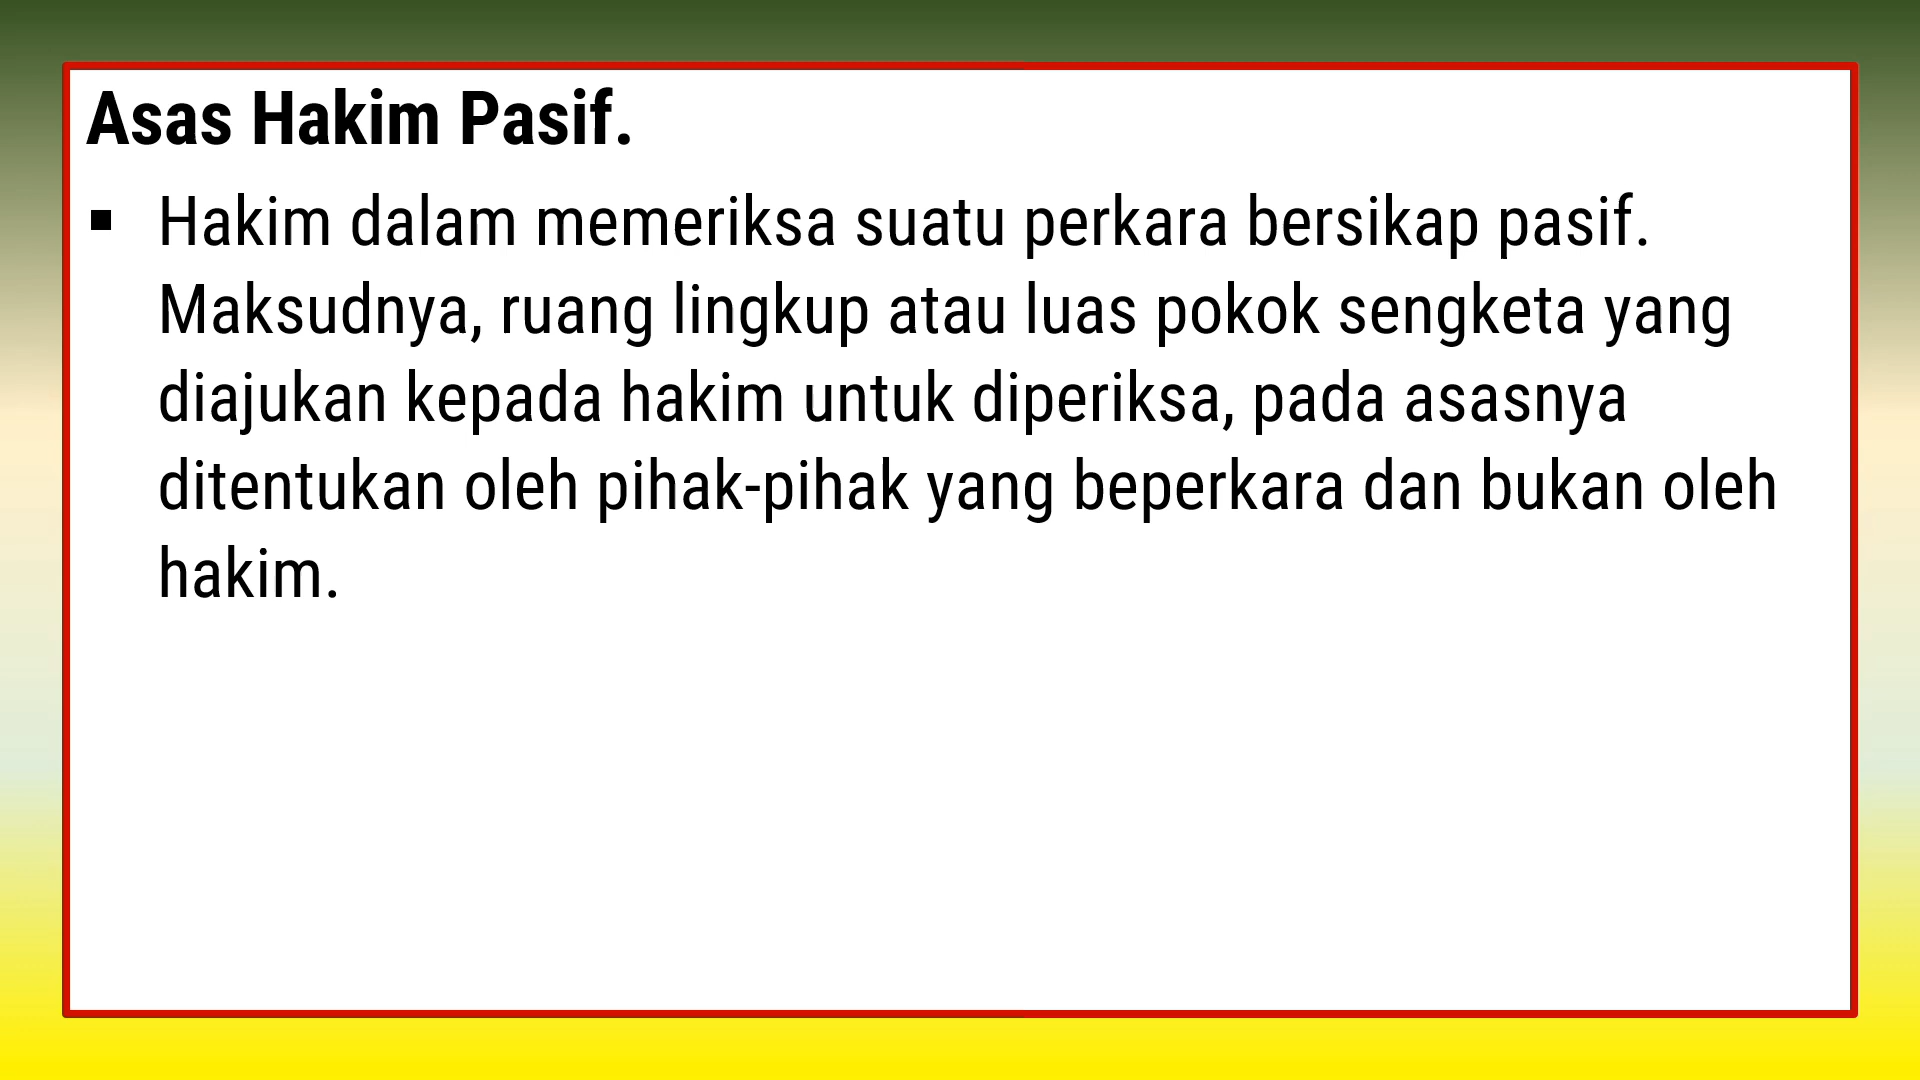 Asas Hakim Pasif.
▪ Hakim dalam memeriksa suatu perkara bersikap pasif.
Maksudnya, ruang lingkup atau luas pokok sengketa yang
diajukan kepada hakim untuk diperiksa, pada asasnya
ditentukan oleh pihak-pihak yang beperkara dan bukan oleh
hakim.